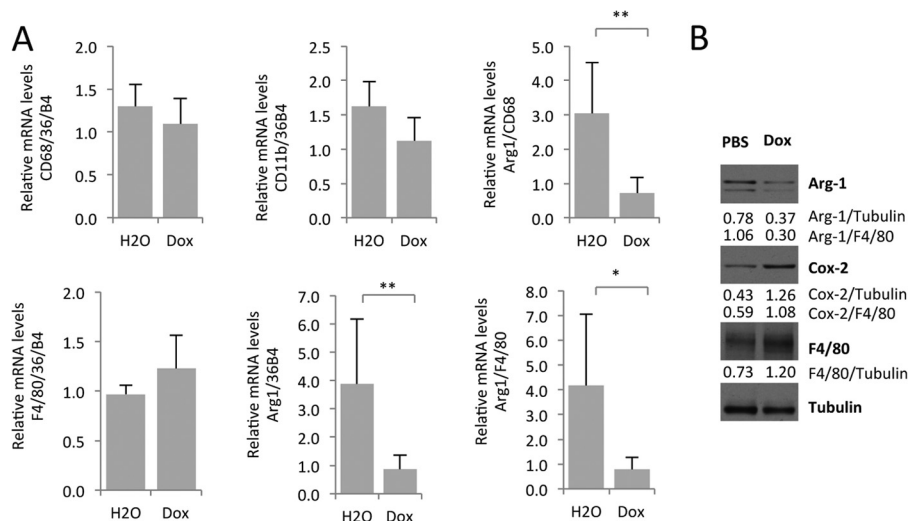 A
Relative mRNA levels
CD68/36/B4
2.0
1.5
1.0
0.5
0.0
H2O Dox
Relative mRNA levels
CD11b/36B4
2.5
2.0
1.5
1.0
0.5
0.0
H2O Dox
**
Relative mRNA levels
Arg1/CD68
5.0
4.0
3.0
2.0
1.0
0.0
H2O Dox
Relative mRNA levels
F4/80/36/B4
2.0
1.5
1.0
0.5
0.0
H2O Dox
**
Relative mRNA levels
Arg1/36B4
7.0
6.0
5.0
4.0
3.0
2.0
1.0
0.0
H2O Dox
*
Relative mRNA levels
Arg1/F4/80
8.0
7.0
6.0
5.0
4.0
3.0
2.0
1.0
0.0
H2O Dox
B
PBS Dox
Arg-1
0.78 0.37 Arg-1/Tubulin
1.06 0.30 Arg-1/F4/80
Cox-2
0.43 1.26 Cox-2/Tubulin
0.59 1.08 Cox-2/F4/80
F4/80
0.73 1.20 F4/80/Tubulin
Tubulin